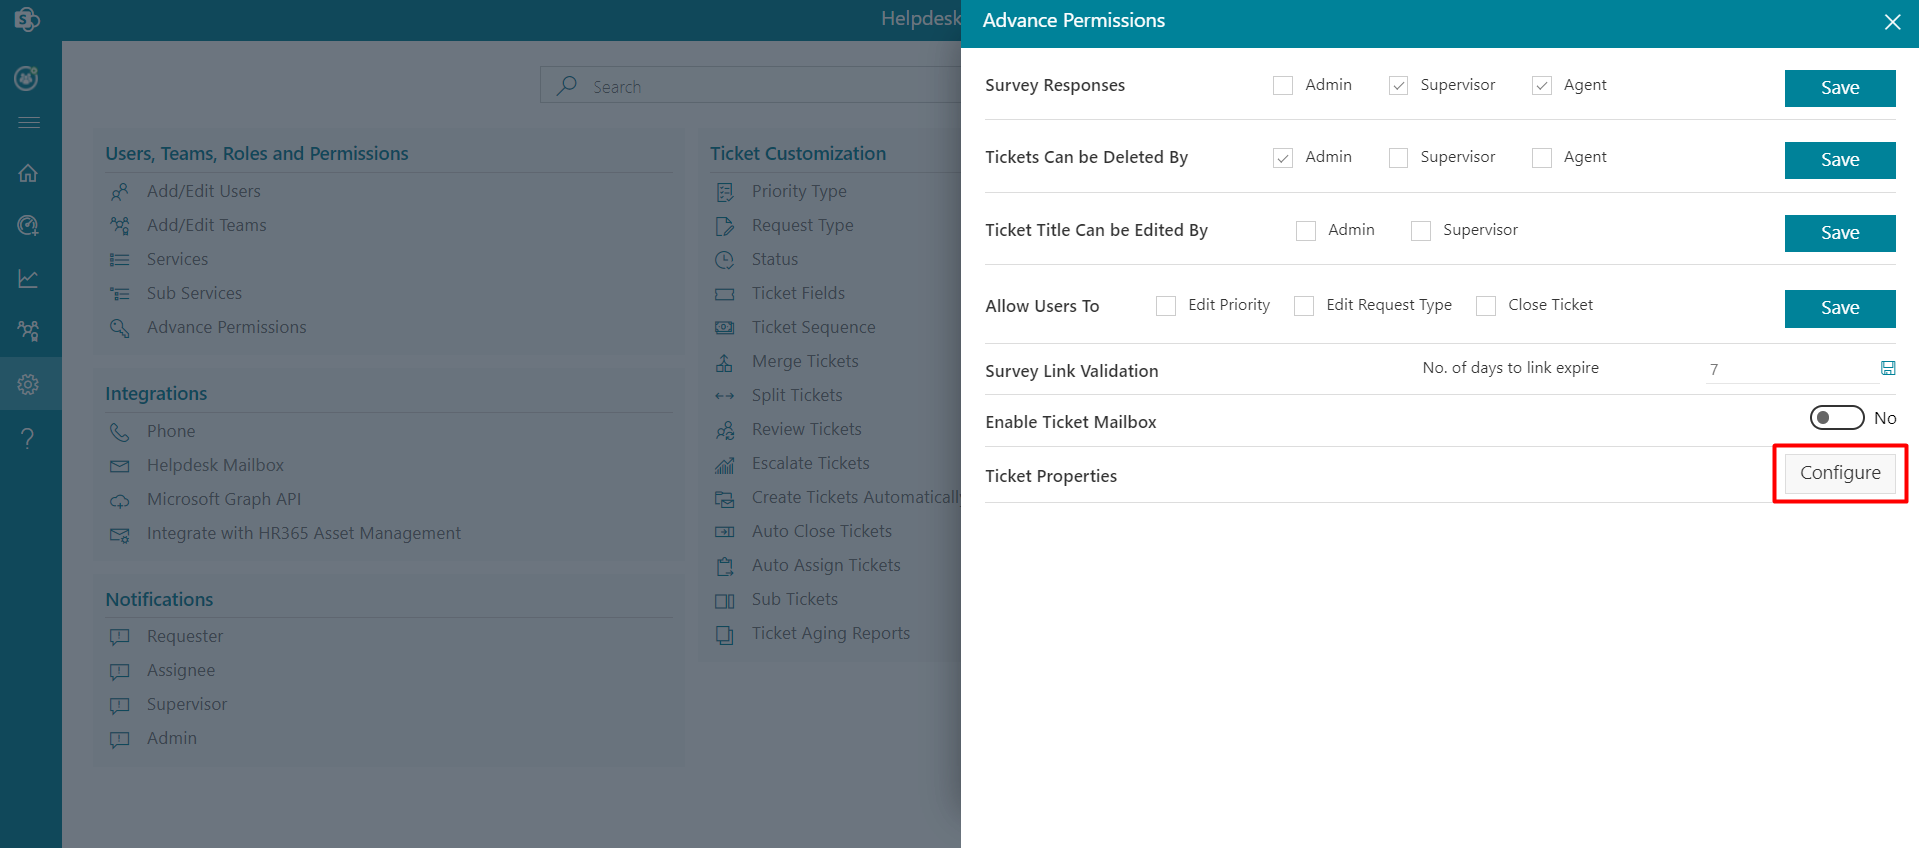 Helpdesk
Search
Users, Teams, Roles and Permissions
Add/Edit Users
Add/Edit Teams
Services
Sub Services
Advance Permissions
Integrations
Phone
Helpdesk Mailbox
Microsoft Graph API
Integrate with HR365 Asset Management
Notifications
Requester
Assignee
Supervisor
Admin
Ticket Customization
Priority Type
Request Type
Status
Ticket Fields
Ticket Sequence
Merge Tickets
Split Tickets
Review Tickets
Escalate Tickets
Create Tickets Automatically
Auto Close Tickets
Auto Assign Tickets
Sub Tickets
Ticket Aging Reports
Advance Permissions
Survey Responses Admin Supervisor Agent Save
Tickets Can be Deleted By Admin Supervisor Agent Save
Ticket Title Can be Edited By Admin Supervisor Save
Allow Users To Edit Priority Edit Request Type Close Ticket Save
Survey Link Validation No. of days to link expire 7
Enable Ticket Mailbox No
Ticket Properties Configure